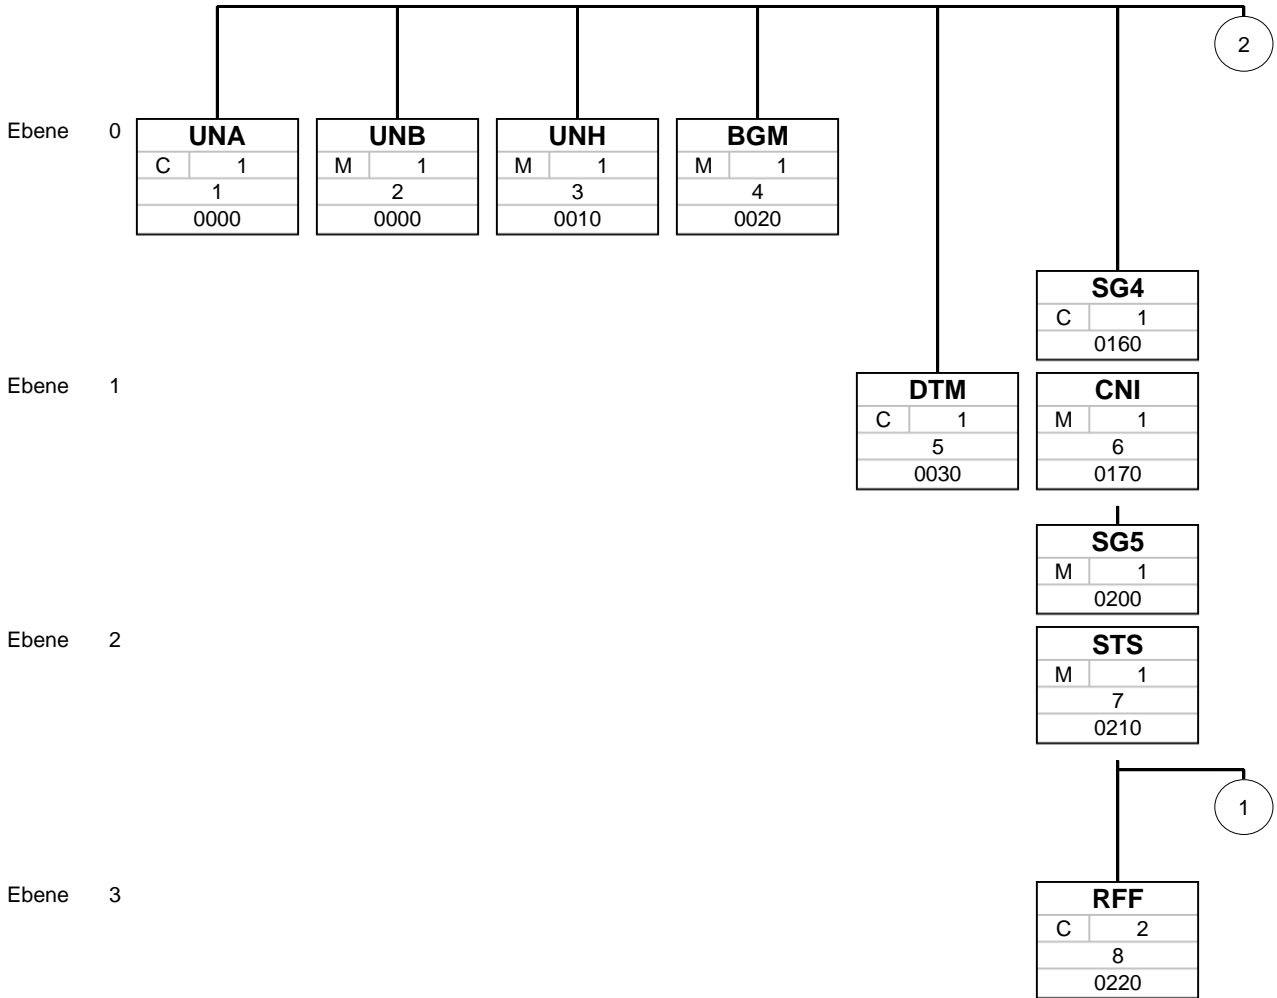 2
Ebene 0
UNA UNB UNH BGM
C 1 M 1 M 1 M 1
1 2 3 4
0000 0000 0010 0020
SG4
C 1
0160
Ebene 1
DTM CNI
C 1 M 1
5 6
0030 0170
SG5
M 1
0200
Ebene 2
STS
M 1
7
0210
1
Ebene 3
RFF
C 2
8
0220